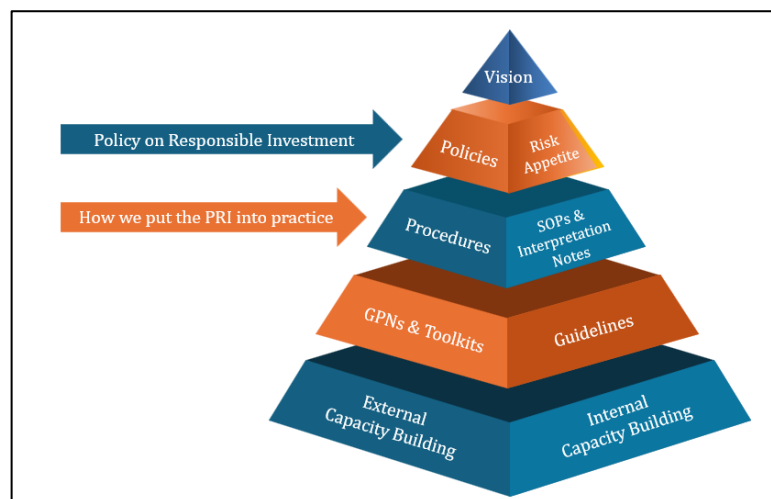 Vision
Policy on Responsible Investment
Policies
Risk
Appetite
How we put the PRI into practice
Procedures
SOPs &
Interpretation
Notes
GPNs & Toolkits
Guidelines
External
Capacity Building
Internal
Capacity Building